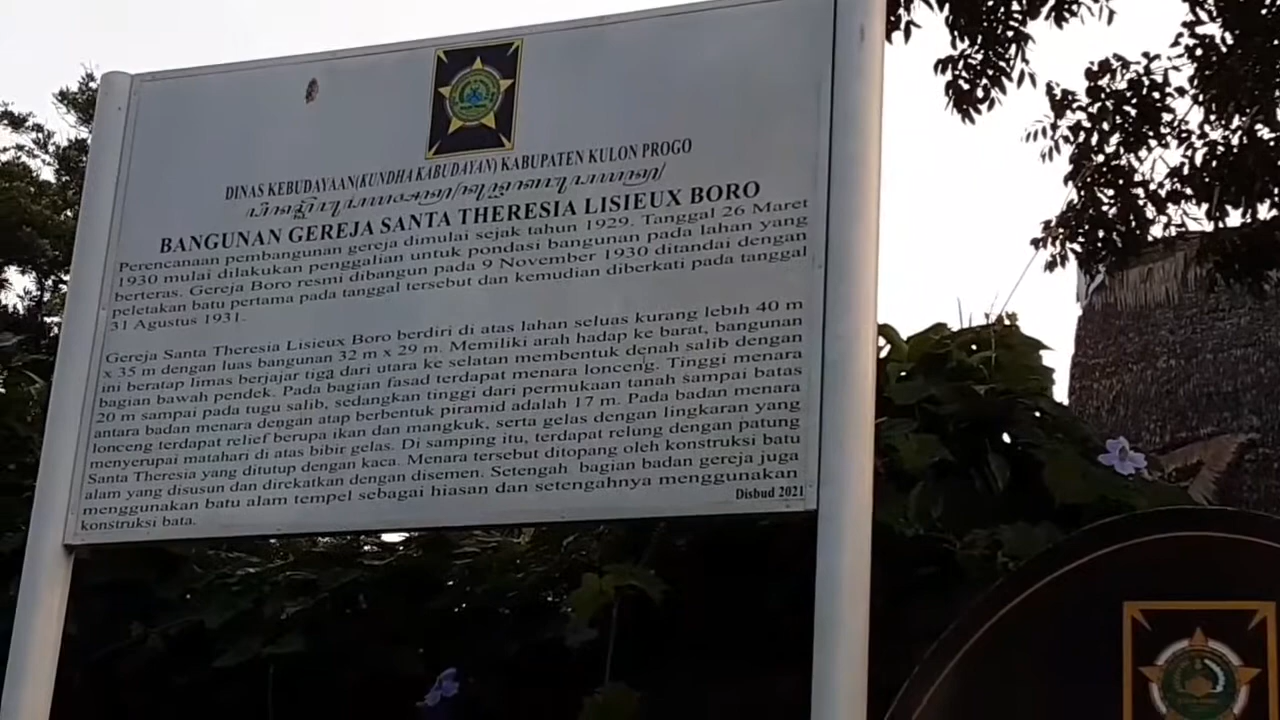 DINAS KEBUDAYAAN(KUNDHA KABUDAYAN) KABUPATEN KULON PROGO
BANGUNAN GEREJA SANTA THERESIA LISIEUX BORO
Perencanaan pembangunan gereja dimulai sejak tahun 1929. Tanggal 26 Maret
1930 mulai dilakukan penggalian untuk pondasi bangunan pada lahan yang
berteras. Gereja Boro resmi dibangun pada 9 November 1930 ditandai dengan
peletakan batu pertama pada tanggal tersebut dan kemudian diberkati pada tanggal
31 Agustus 1931.
Gereja Santa Theresia Lisieux Boro berdiri di atas lahan seluas kurang lebih 40 m
x 35 m dengan luas bangunan 32 m x 29 m. Memiliki arah hadap ke barat, bangunan
ini beratap limas berjajar tiga dari utara ke selatan membentuk denah salib dengan
bagian bawah pendek. Pada bagian fasad terdapat menara lonceng. Tinggi menara
20 m sampai pada tugu salib, sedangkan tinggi dari permukaan tanah sampai batas
antara badan menara dengan atap berbentuk piramid adalah 17 m. Pada badan menara
lonceng terdapat relief berupa ikan dan mangkuk, serta gelas dengan lingkaran yang
menyerupai matahari di atas bibir gelas. Di samping itu, terdapat relung dengan patung
Santa Theresia yang ditutup dengan kaca. Menara tersebut ditopang oleh konstruksi batu
alam yang disusun dan direkatkan dengan disemen. Setengah bagian badan gereja juga
menggunakan batu alam tempel sebagai hiasan dan setengahnya menggunakan
konstruksi bata.
Disbud 2021